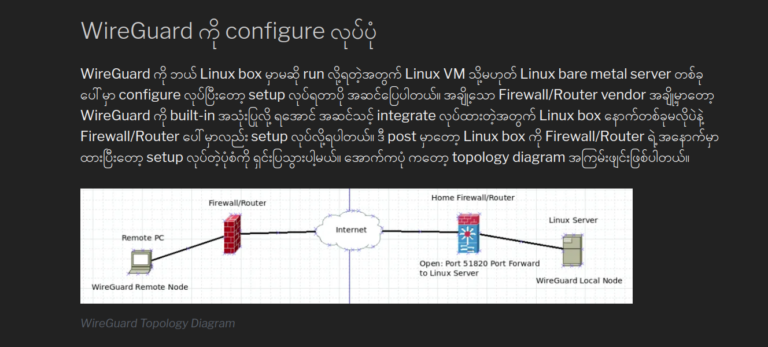 WireGuard ကို configure လုပ်ပုံ
WireGuard ကို ဘယ် Linux box မှာမဆို run လို့ရတဲ့အတွက် Linux VM သို့မဟုတ် Linux bare metal server တစ်ခု
ပေါ်မှာ configure လုပ်ပြီးတော့ setup လုပ်ရတာပို အဆင်ပြေပါတယ်။ အချို့သော Firewall/Router vendor အချို့မှာတော့
WireGuard ကို built-in အသုံးပြုလို့ ရအောင် အဆင်သင့် integrate လုပ်ထားတဲ့အတွက် Linux box နောက်တစ်ခုမလိုပဲနဲ့
Firewall/Router ပေါ်မှာလည်း setup လုပ်လို့ရပါတယ်။ ဒီ post မှာတော့ Linux box ကို Firewall/Router ရဲ့အနောက်မှာ
ထားပြီးတော့ setup လုပ်တဲ့ပုံစံကို ရှင်းပြသွားပါ့မယ်။ အောက်ကပုံ ကတော့ topology diagram အကြမ်းဖျင်းဖြစ်ပါတယ်။
Firewall/Router
Home Firewall/Router
Internet
Linux Server
Remote PC
Open: Port 51820 Port Forward
to Linux Server
WireGuard Remote Node
WireGuard Local Node
WireGuard Topology Diagram